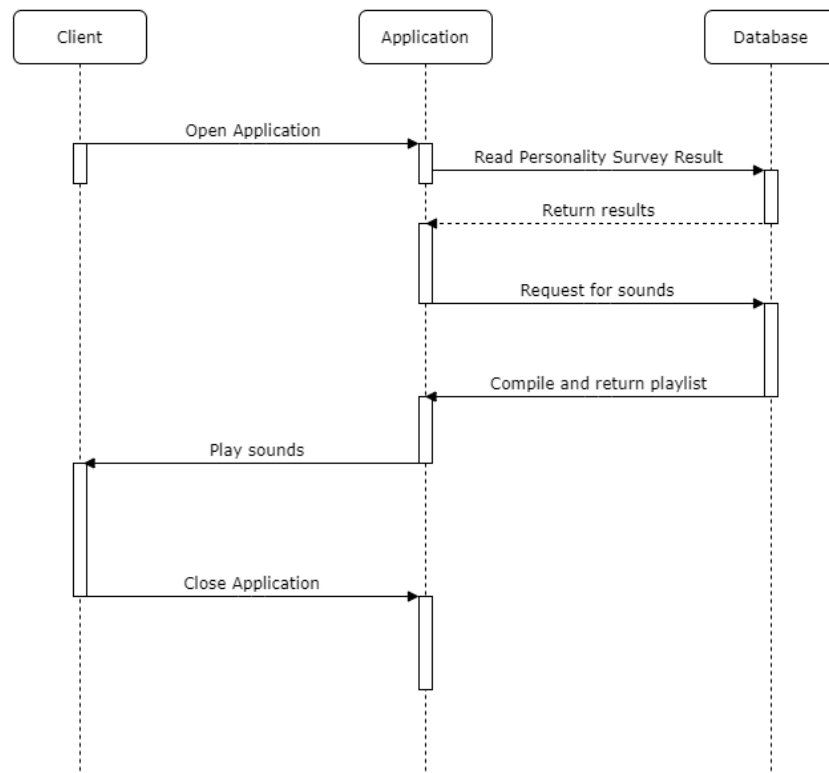 Client
Application
Database
Open Application
Read Personality Survey Result
Return results
Request for sounds
Compile and return playlist
Play sounds
Close Application